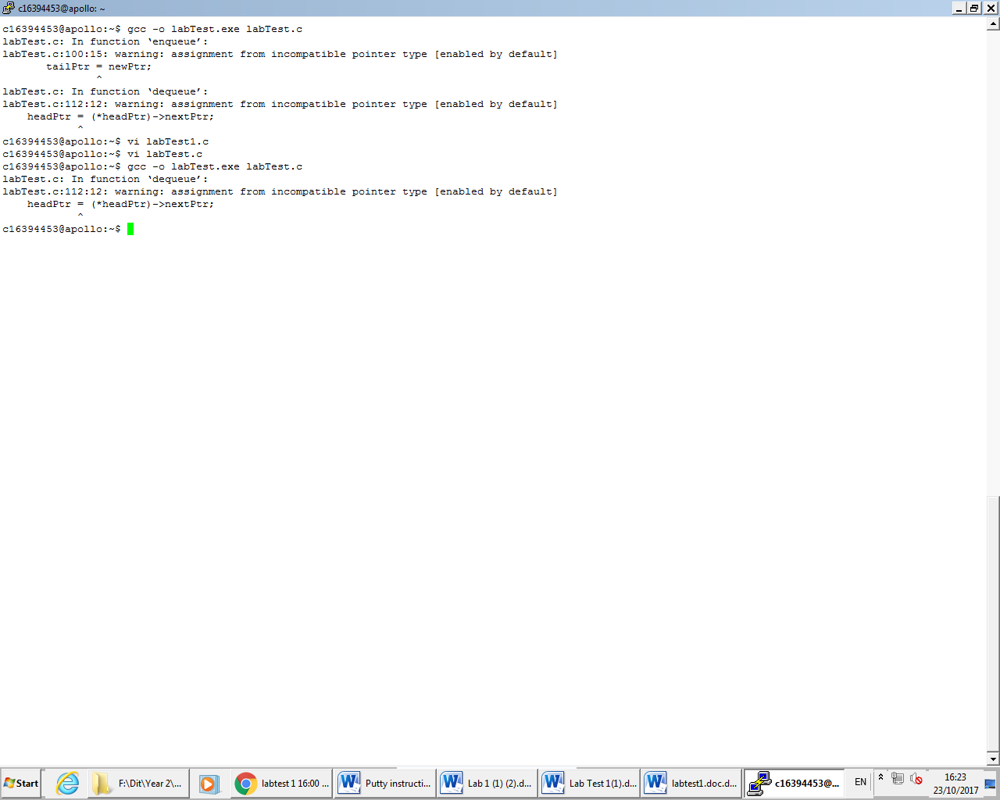 c16394453@apollo: ~
c16394453@apollo:~$ gcc -o labTest.exe labTest.c
labTest.c: In function ‘enqueue’:
labTest.c:100:15: warning: assignment from incompatible pointer type [enabled by default]
       tailPtr = newPtr;
               ^
labTest.c: In function ‘dequeue’:
labTest.c:112:12: warning: assignment from incompatible pointer type [enabled by default]
    headPtr = (*headPtr)->nextPtr;
            ^
c16394453@apollo:~$ vi labTest1.c
c16394453@apollo:~$ vi labTest.c
c16394453@apollo:~$ gcc -o labTest.exe labTest.c
labTest.c: In function ‘dequeue’:
labTest.c:112:12: warning: assignment from incompatible pointer type [enabled by default]
    headPtr = (*headPtr)->nextPtr;
            ^
c16394453@apollo:~$
Start
F:\Dit\Year 2\...
labtest 1 16:00 ...
Putty instructi...
Lab 1 (1) (2).d...
Lab Test 1(1).d...
labtest1.doc.d...
c16394453@...
EN
16:23
23/10/2017